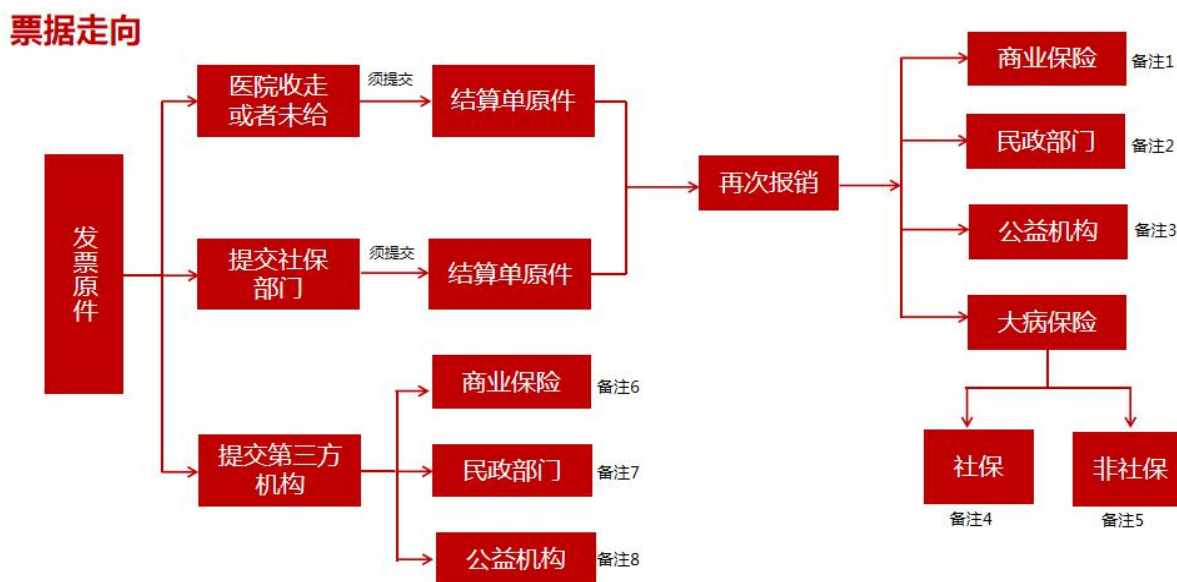 票据走向
发票原件
医院收走
或者未给
须提交
结算单原件
提交社保
部门
须提交
结算单原件
提交第三方
机构
商业保险
备注6
民政部门
备注7
公益机构
备注8
再次报销
商业保险
备注1
民政部门
备注2
公益机构
备注3
大病保险
社保
备注4
非社保
备注5